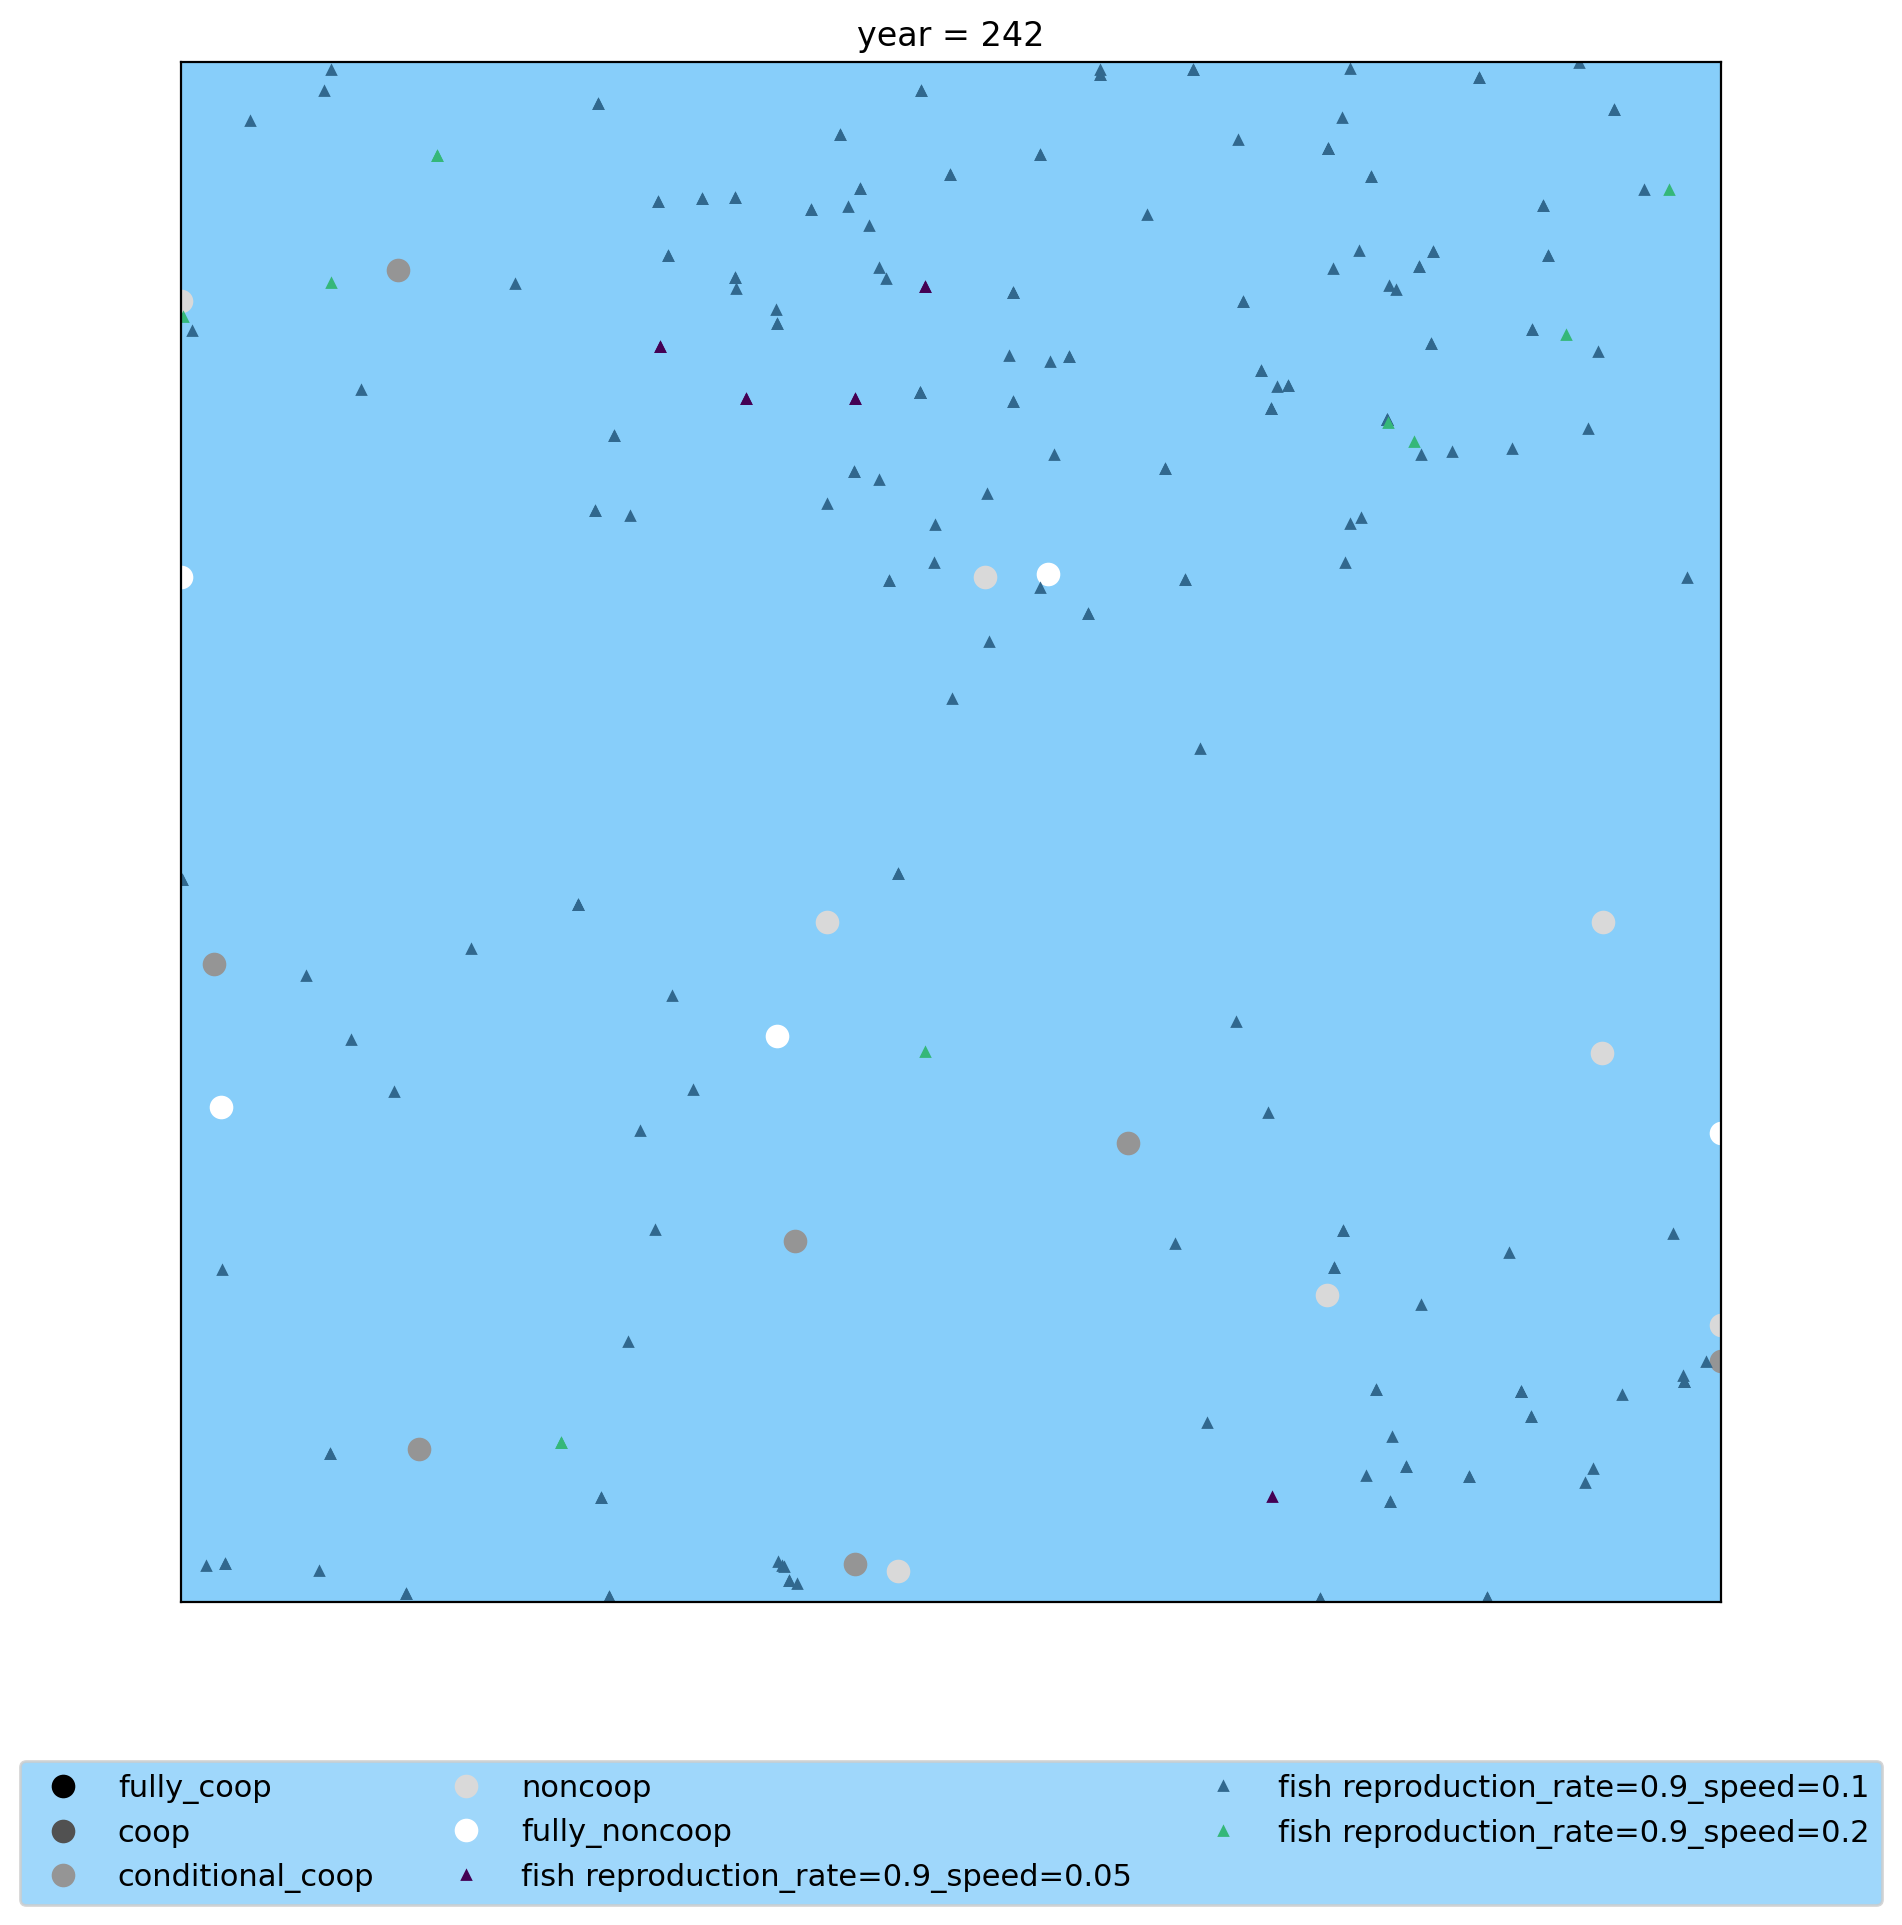 year = 242
fully_coop
coop
conditional_coop
noncoop
fully_noncoop
fish reproduction_rate=0.9_speed=0.05
fish reproduction_rate=0.9_speed=0.1
fish reproduction_rate=0.9_speed=0.2